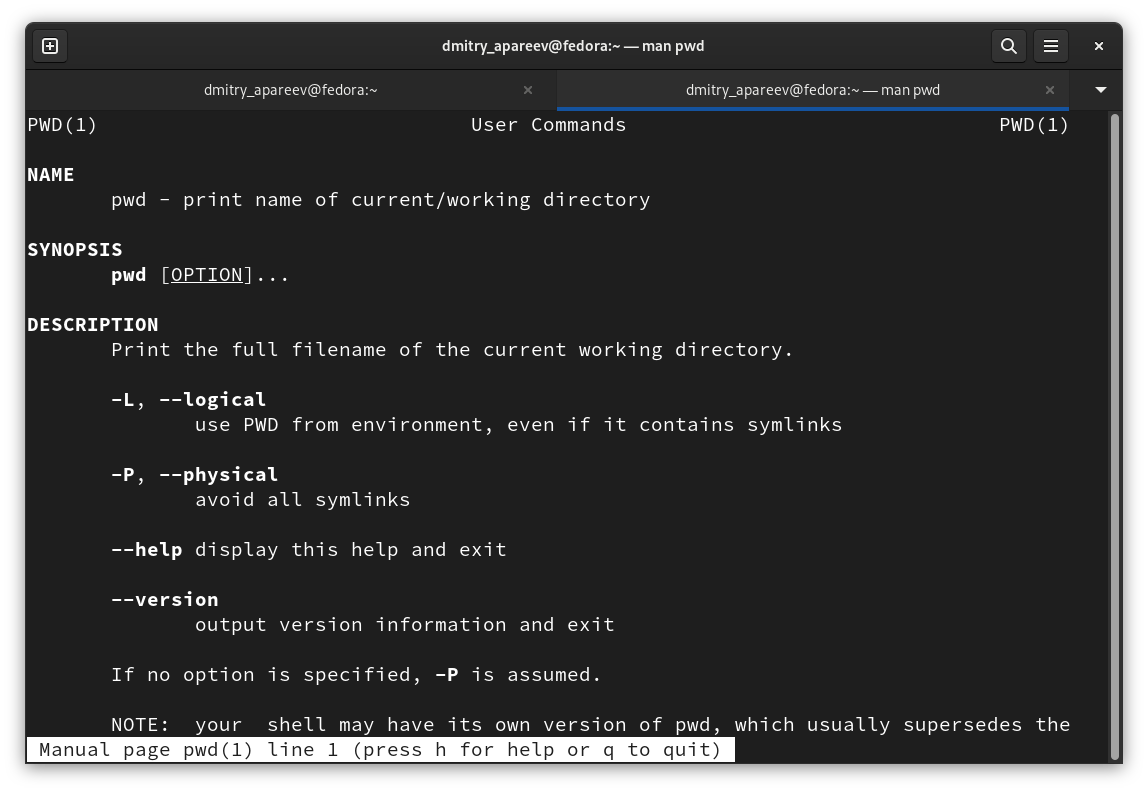 dmitry_apareev@fedora:~ — man pwd
dmitry_apareev@fedora:~
dmitry_apareev@fedora:~ — man pwd
PWD(1) User Commands PWD(1)
NAME
pwd - print name of current/working directory
SYNOPSIS
pwd [OPTION]...
DESCRIPTION
Print the full filename of the current working directory.
-L, --logical
use PWD from environment, even if it contains symlinks
-P, --physical
avoid all symlinks
--help display this help and exit
--version
output version information and exit
If no option is specified, -P is assumed.
NOTE:  your  shell may have its own version of pwd, which usually supersedes the
Manual page pwd(1) line 1 (press h for help or q to quit)